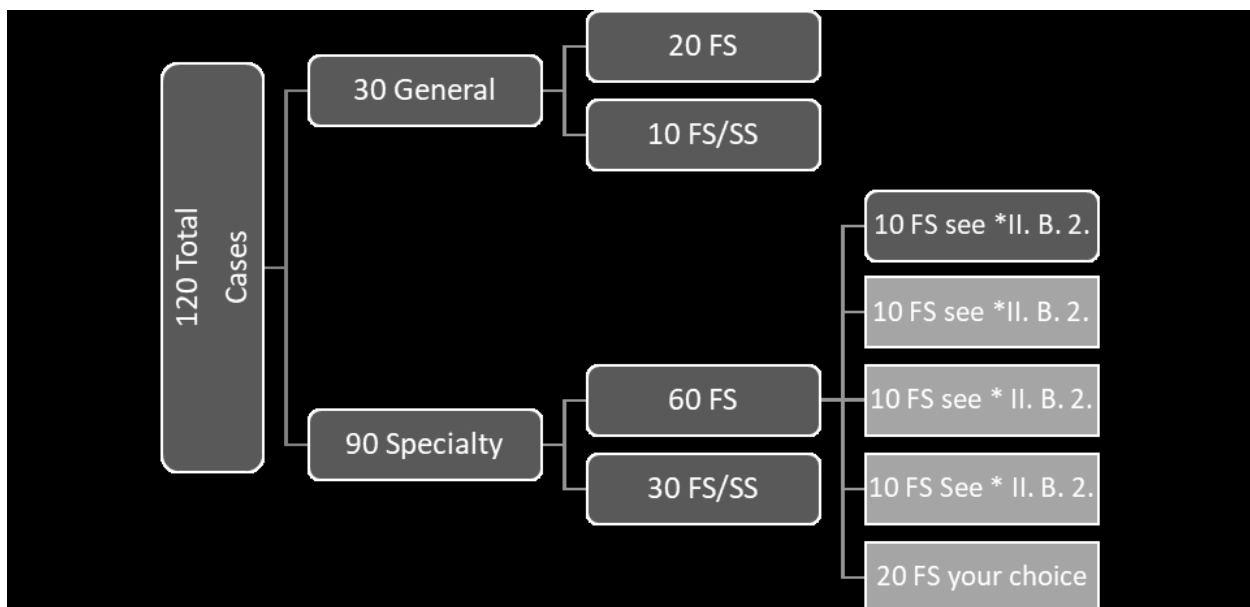 120 Total
Cases
30 General
20 FS
10 FS/SS
90 Specialty
60 FS
10 FS see *II. B. 2.
10 FS see *II. B. 2.
10 FS see * II. B. 2.
10 FS See * II. B. 2.
20 FS your choice
30 FS/SS